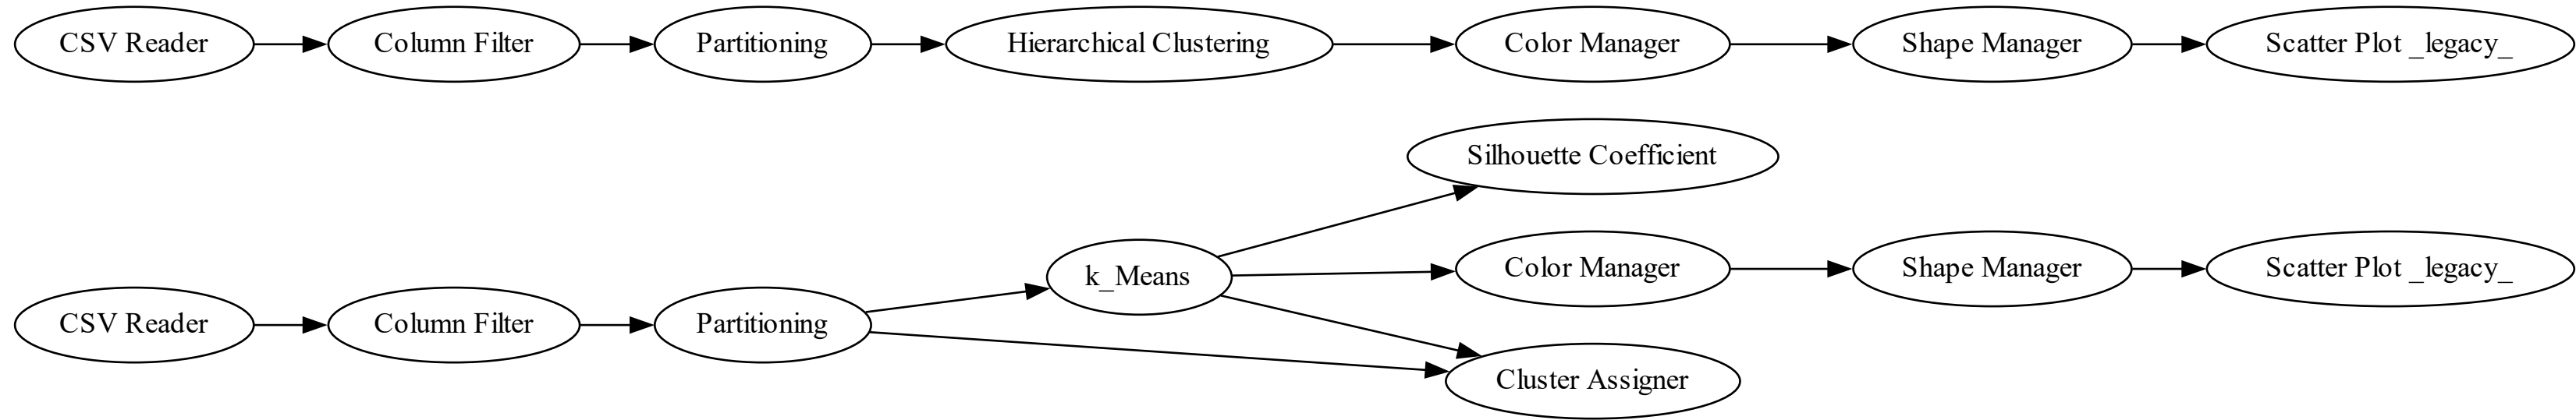 CSV Reader
Column Filter
Partitioning
Hierarchical Clustering
Color Manager
Shape Manager
Scatter Plot _legacy_
Silhouette Coefficient
CSV Reader
Column Filter
Partitioning
k_Means
Color Manager
Shape Manager
Scatter Plot _legacy_
Cluster Assigner